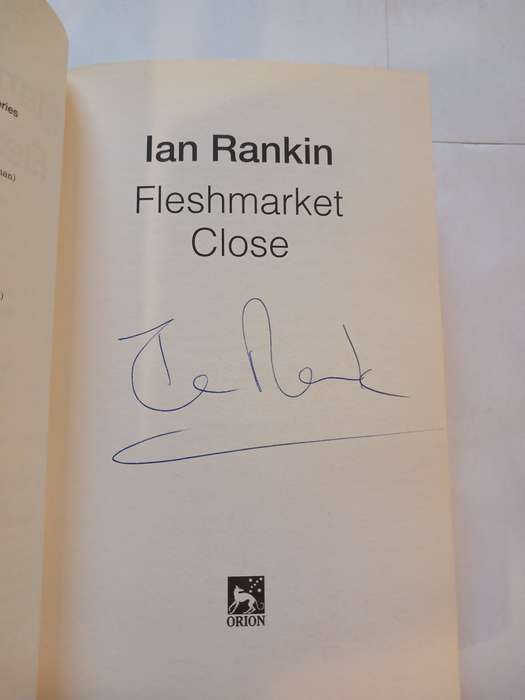 Ian Rankin
Fleshmarket
Close
ORION